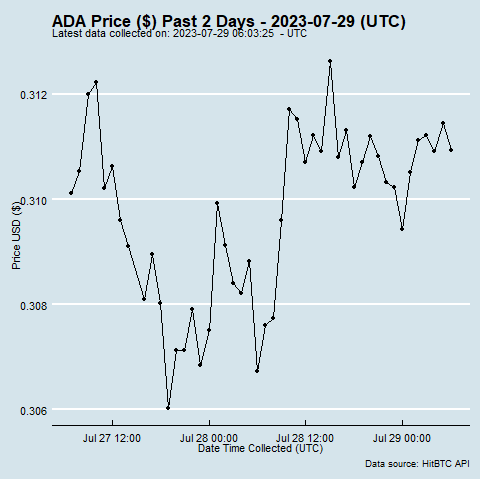 ADA Price ($) Past 2 Days - 2023-07-29 (UTC)
Latest data collected on: 2023-07-29 06:03:25  - UTC
Price USD ($)
0.312
0.310
0.308
0.306
Jul 27 12:00
Jul 28 00:00
Jul 28 12:00
Jul 29 00:00
Date Time Collected (UTC)
Data source: HitBTC API